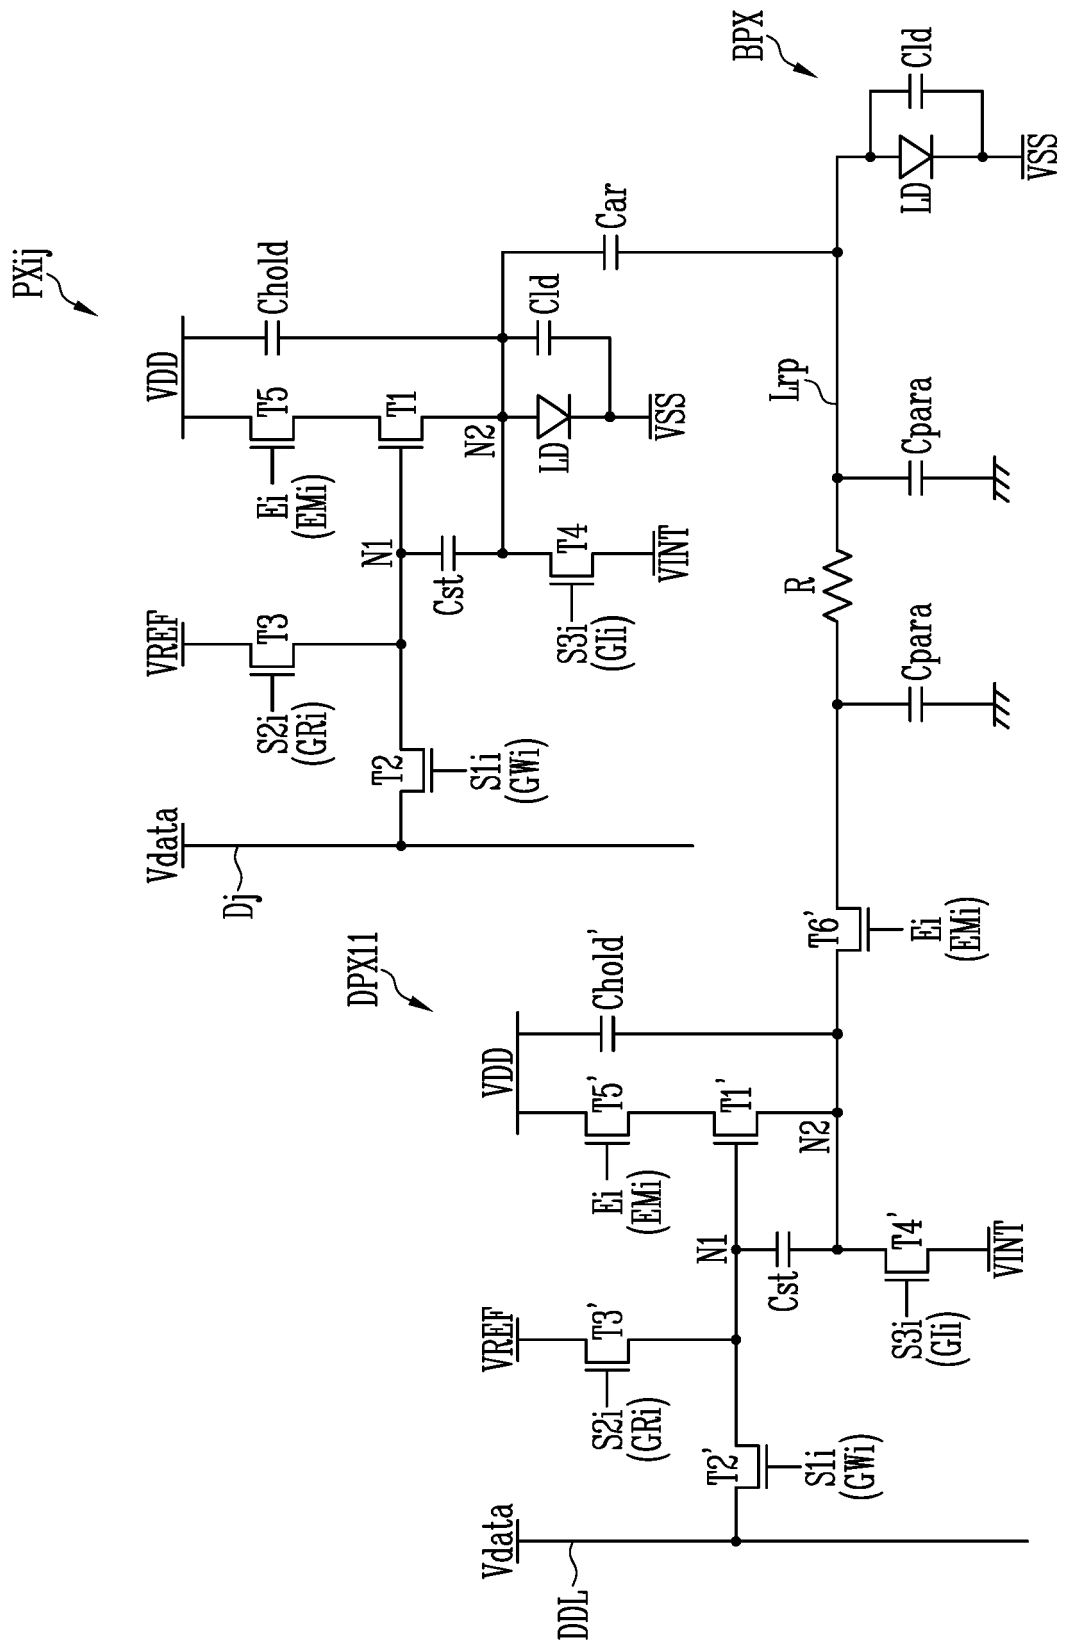 PXij
BPX
VDD
Chold
T5
Ei
(EMi)
T1
VREF
T3
S2i
(GRi)
N1
N2
Car
Cst
LD
Cld
VSS
T4
S3i
(GIi)
VINT
Vdata
Dj
T2
S1i
(GWi)
LD
Cld
VSS
Lrp
R
Cpara
Cpara
DPX11
VDD
Chold'
T5'
Ei
(EMi)
T1'
T6'
Ei
(EMi)
VREF
T3'
S2i
(GRi)
N1
N2
Cst
T4'
S3i
(GIi)
VINT
Vdata
DDL
T2'
S1i
(GWi)